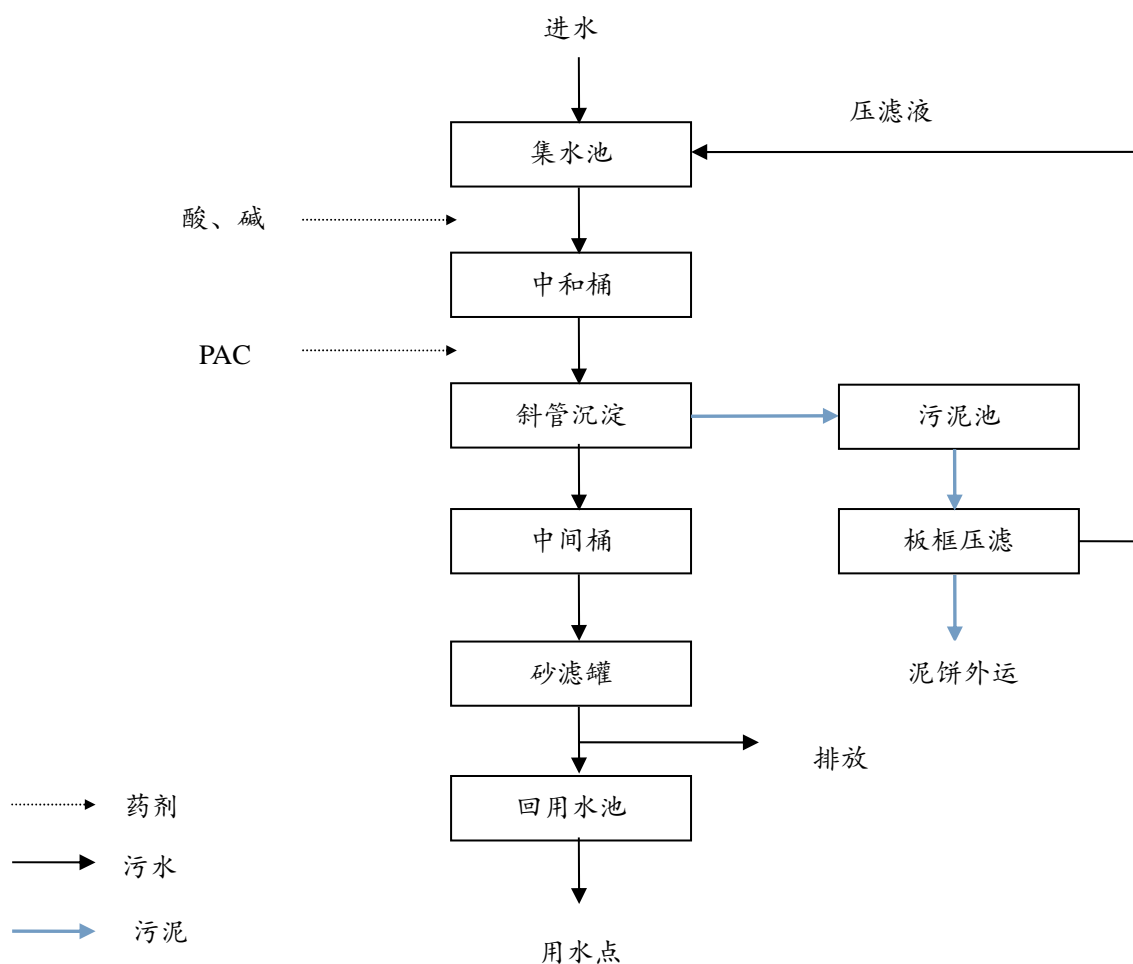 进水
压滤液
集水池
酸、碱
中和桶
PAC
斜管沉淀
污泥池
中间桶
板框压滤
砂滤罐
泥饼外运
排放
回用水池
药剂
污水
污泥
用水点